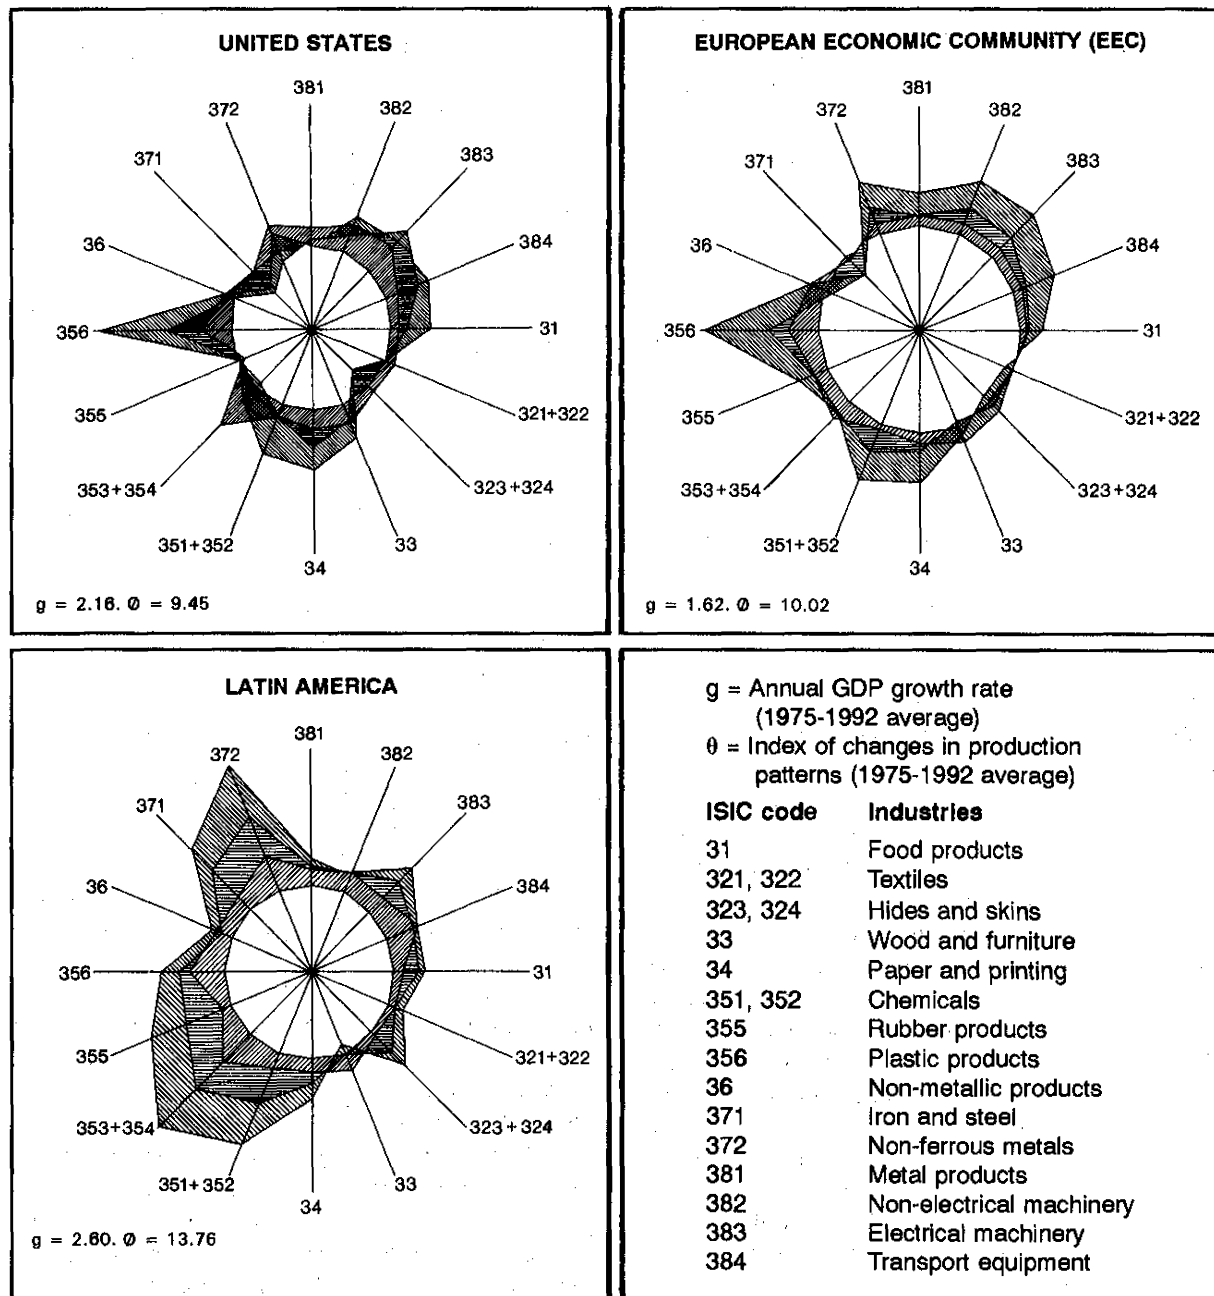 UNITED STATES
381
372
382
371
383
36
384
356
31
355
321+322
353+354
323+324
351+352
33
34
g = 2.16. Ø = 9.45
EUROPEAN ECONOMIC COMMUNITY (EEC)
381
372
382
371
383
36
384
356
31
355
321+322
353+354
323+324
351+352
33
34
g = 1.62. Ø = 10.02
LATIN AMERICA
381
372
382
371
383
36
384
356
31
355
321+322
353+354
323+324
351+352
33
34
g = 2.60. Ø = 13.76
g = Annual GDP growth rate
(1975-1992 average)
θ = Index of changes in production
patterns (1975-1992 average)
ISIC code Industries
31 Food products
321, 322 Textiles
323, 324 Hides and skins
33 Wood and furniture
34 Paper and printing
351, 352 Chemicals
355 Rubber products
356 Plastic products
36 Non-metallic products
371 Iron and steel
372 Non-ferrous metals
381 Metal products
382 Non-electrical machinery
383 Electrical machinery
384 Transport equipment